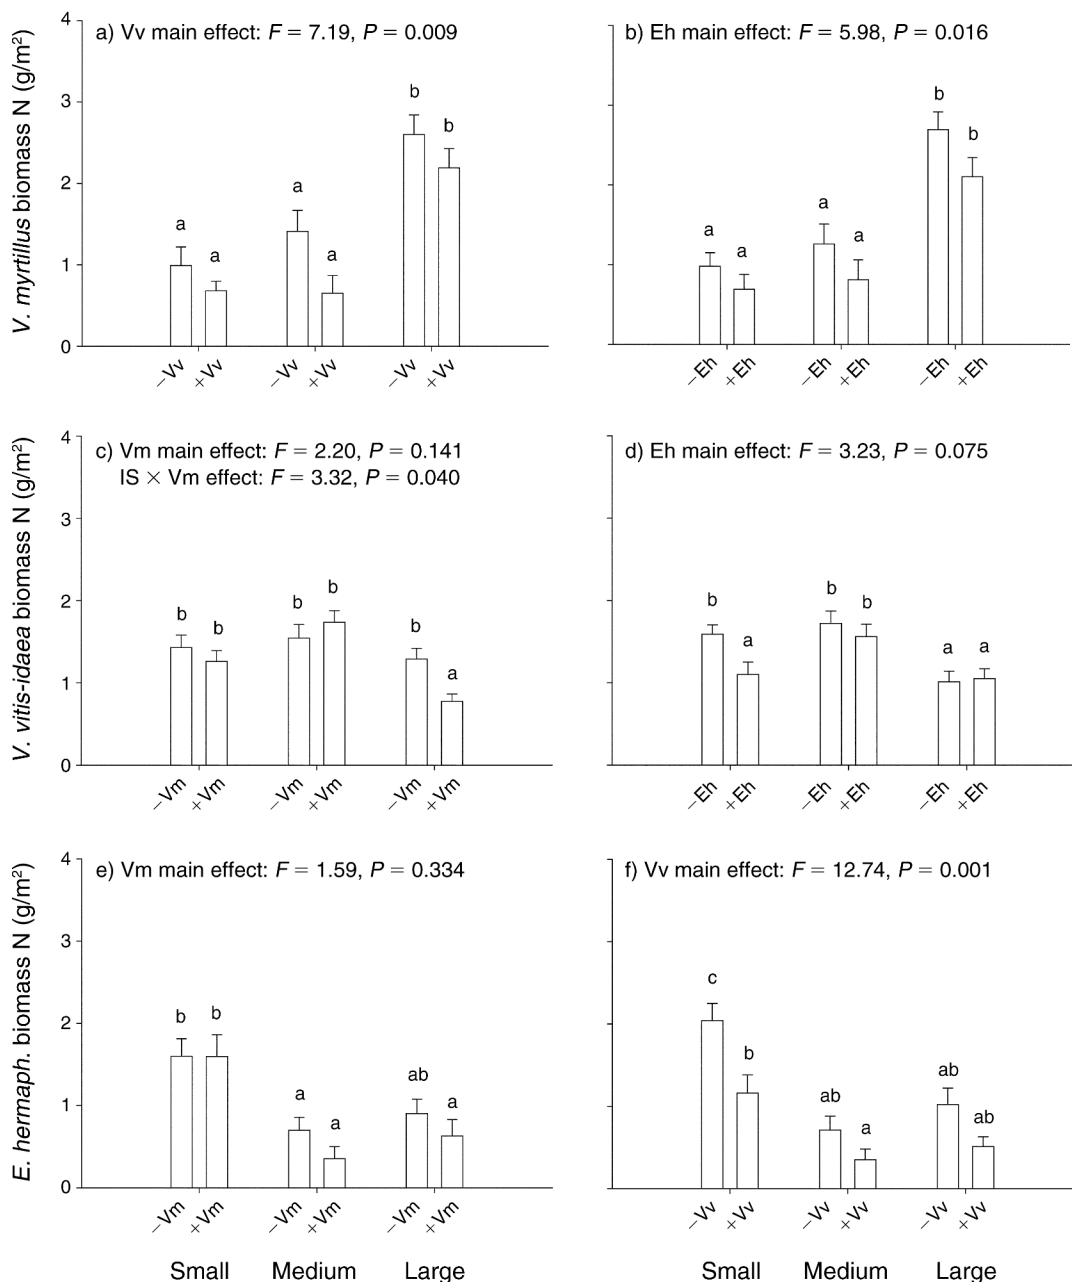 a) Vv main effect: F = 7.19, P = 0.009
V. myrtillus biomass N (g/m²)
4
3
2
1
0
a
a
a
a
b
b
−Vv +Vv −Vv +Vv −Vv +Vv
b) Eh main effect: F = 5.98, P = 0.016
a
a
a
a
b
b
−Eh +Eh −Eh +Eh −Eh +Eh
c) Vm main effect: F = 2.20, P = 0.141
IS × Vm effect: F = 3.32, P = 0.040
V. vitis-idaea biomass N (g/m²)
4
3
2
1
0
b
b
b
b
b
a
−Vm +Vm −Vm +Vm −Vm +Vm
d) Eh main effect: F = 3.23, P = 0.075
b
a
b
b
a
a
−Eh +Eh −Eh +Eh −Eh +Eh
e) Vm main effect: F = 1.59, P = 0.334
E. hermaph. biomass N (g/m²)
4
3
2
1
0
b
b
a
a
ab
a
−Vm +Vm −Vm +Vm −Vm +Vm
Small Medium Large
f) Vv main effect: F = 12.74, P = 0.001
c
b
ab
a
ab
ab
−Vv +Vv −Vv +Vv −Vv +Vv
Small Medium Large